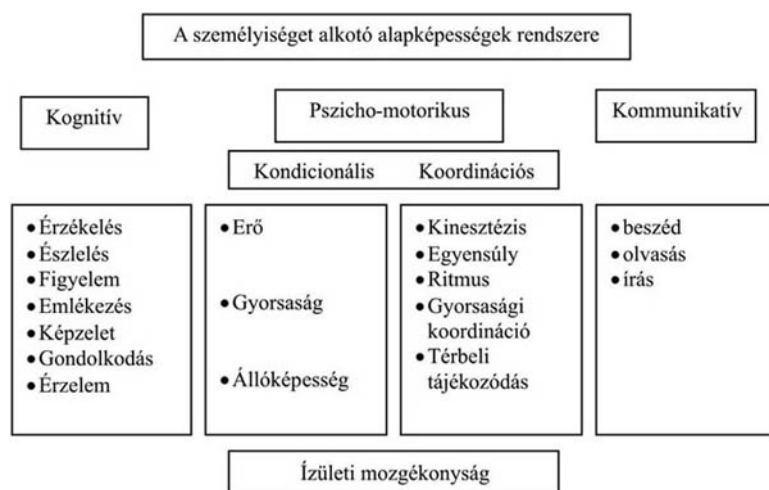 A személyiséget alkotó alapképességek rendszere
Kognitív
Pszicho-motorikus
Kommunikatív
Kondicionális Koordinációs
● Érzékelés
● Észlelés
● Figyelem
● Emlékezés
● Képzelet
● Gondolkodás
● Érzelem
● Erő
● Gyorsaság
● Állóképesség
● Kinesztézis
● Egyensúly
● Ritmus
● Gyorsasági
koordináció
● Térbeli
tájékozódás
● beszéd
● olvasás
● írás
Ízületi mozgékonyság